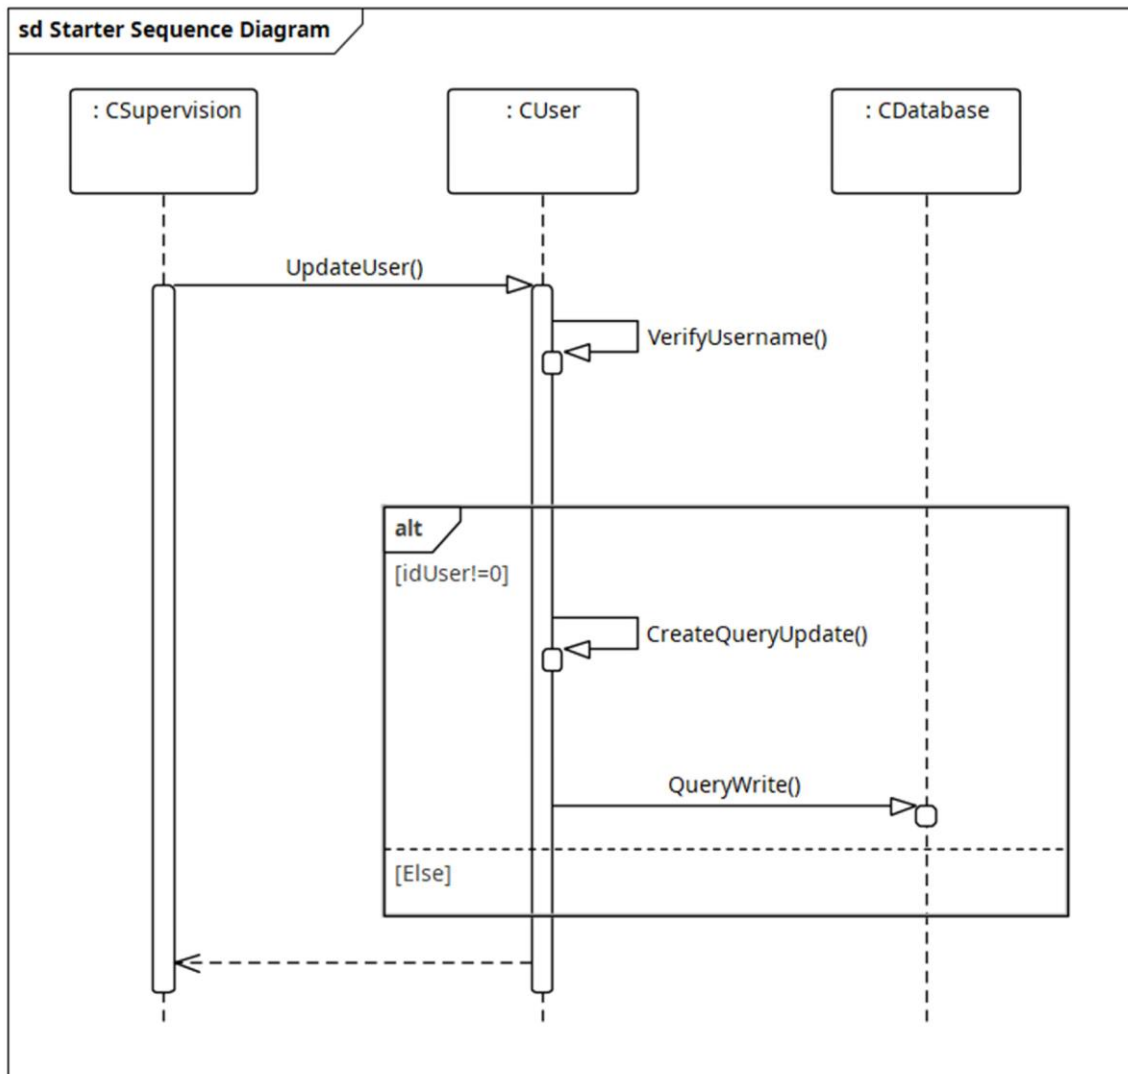 sd Starter Sequence Diagram
: CSupervision
: CUser
: CDatabase
UpdateUser()
VerifyUsername()
alt
[idUser!=0]
CreateQueryUpdate()
QueryWrite()
[Else]